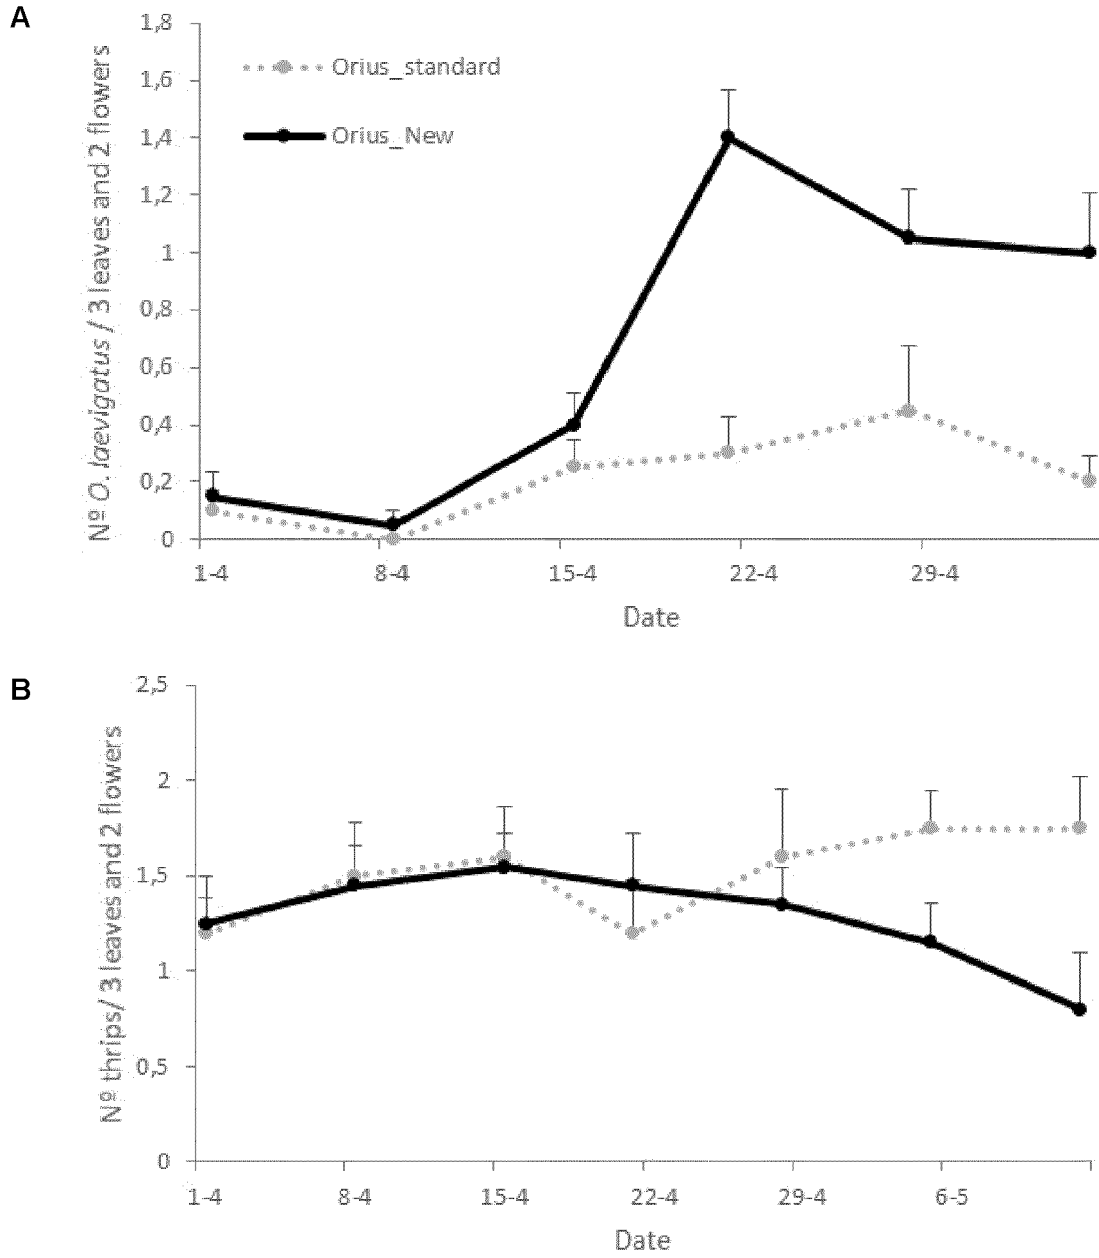 A
Nº O. laevigatus / 3 leaves and 2 flowers
1,8
1,6
1,4
1,2
1
0,8
0,6
0,4
0,2
0
Orius_standard
Orius_New
1-4 8-4 15-4 22-4 29-4
Date
B
Nº thrips/ 3 leaves and 2 flowers
2,5
2
1,5
1
0,5
0
1-4 8-4 15-4 22-4 29-4 6-5
Date